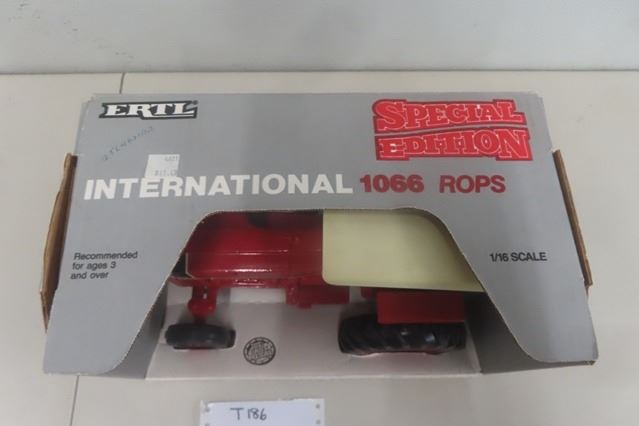 ERTL
SPECIAL
EDITION
INTERNATIONAL 1066 ROPS
Recommended
for ages 3
and over
1/16 SCALE
T186